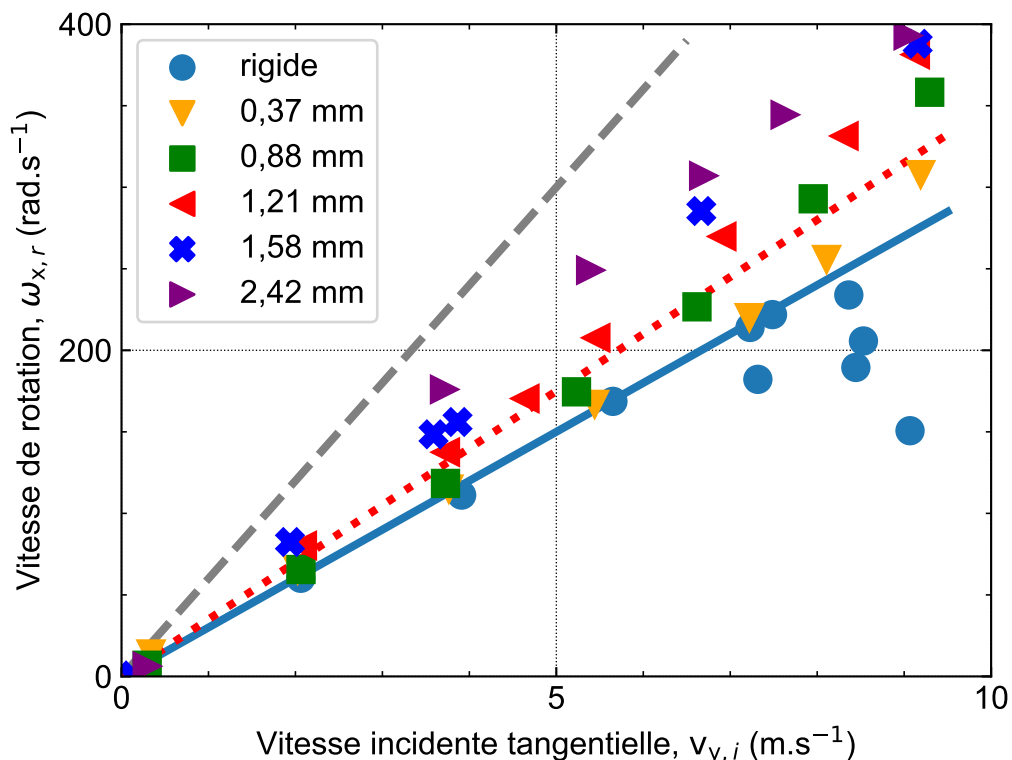 400
200
0
0
5
10
rigide
0,37 mm
0,88 mm
1,21 mm
1,58 mm
2,42 mm
Vitesse de rotation, ωx, r (rad.s−1)
Vitesse incidente tangentielle, vy, i (m.s−1)